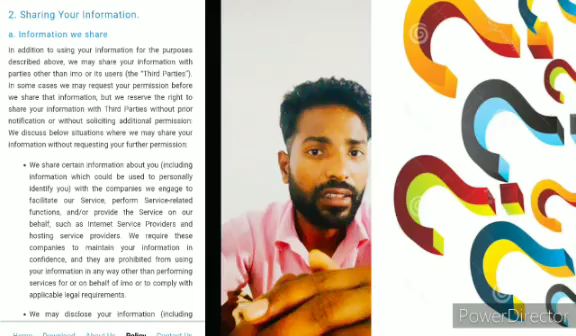 2. Sharing Your Information.
a. Information we share
In addition to using your information for the purposes
described above, we may share your information with
parties other than imo or its users (the "Third Parties").
In some cases we may request your permission before
we share that information, but we reserve the right to
share your information with Third Parties without prior
notification or without soliciting additional permission:
We discuss below situations where we may share your
information without requesting your further permission:
• We share certain information about you (including
information which could be used to personally
identify you) with the companies we engage to
facilitate our Service, perform Service-related
functions, and/or provide the Service on our
behalf, such as Internet Service Providers and
hosting service providers. We require these
companies to maintain your information in
confidence, and they are prohibited from using
your information in any way other than performing
services for or on behalf of imo or to comply with
applicable legal requirements.
• We may disclose your information (including
Home Download About Us Policy Contact Us
PowerDirector